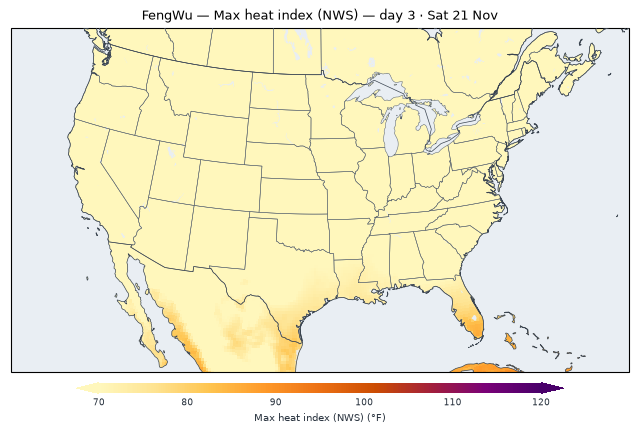 FengWu — Max heat index (NWS) — day 3 · Sat 21 Nov
70 80 90 100 110 120
Max heat index (NWS) (°F)